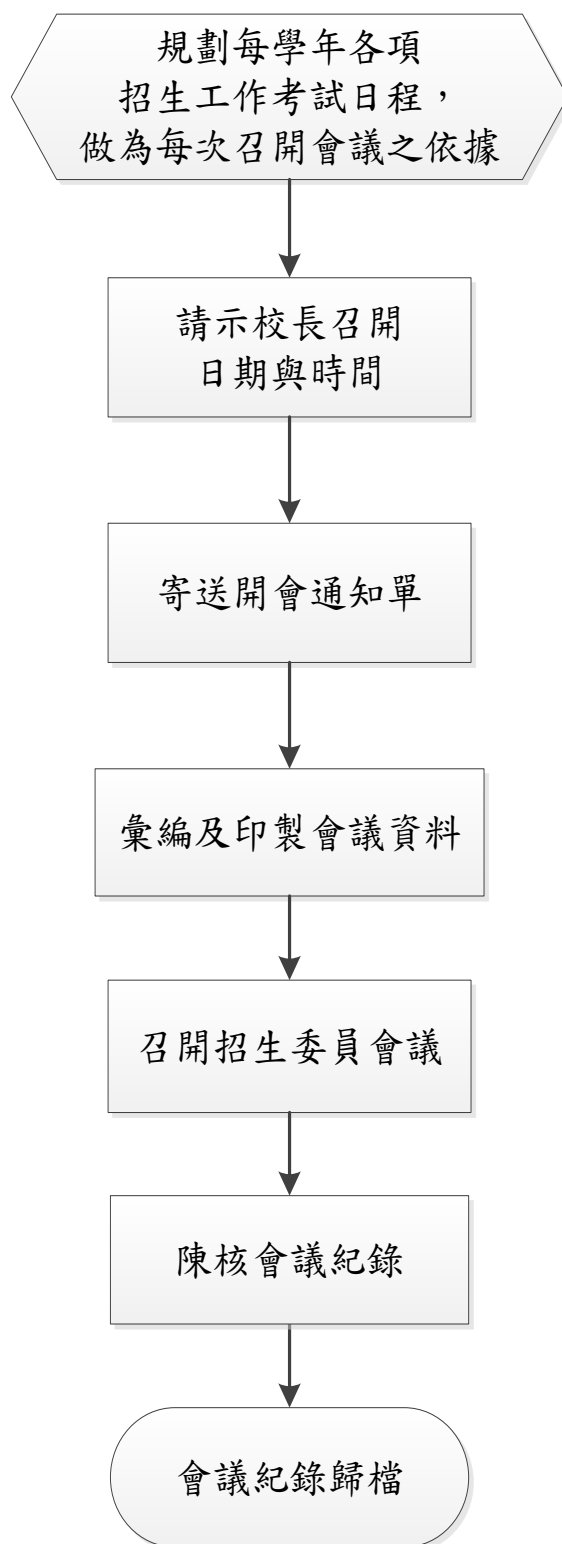 規劃每學年各項
招生工作考試日程，
做為每次召開會議之依據
請示校長召開
日期與時間
寄送開會通知單
彙編及印製會議資料
召開招生委員會議
陳核會議紀錄
會議紀錄歸檔